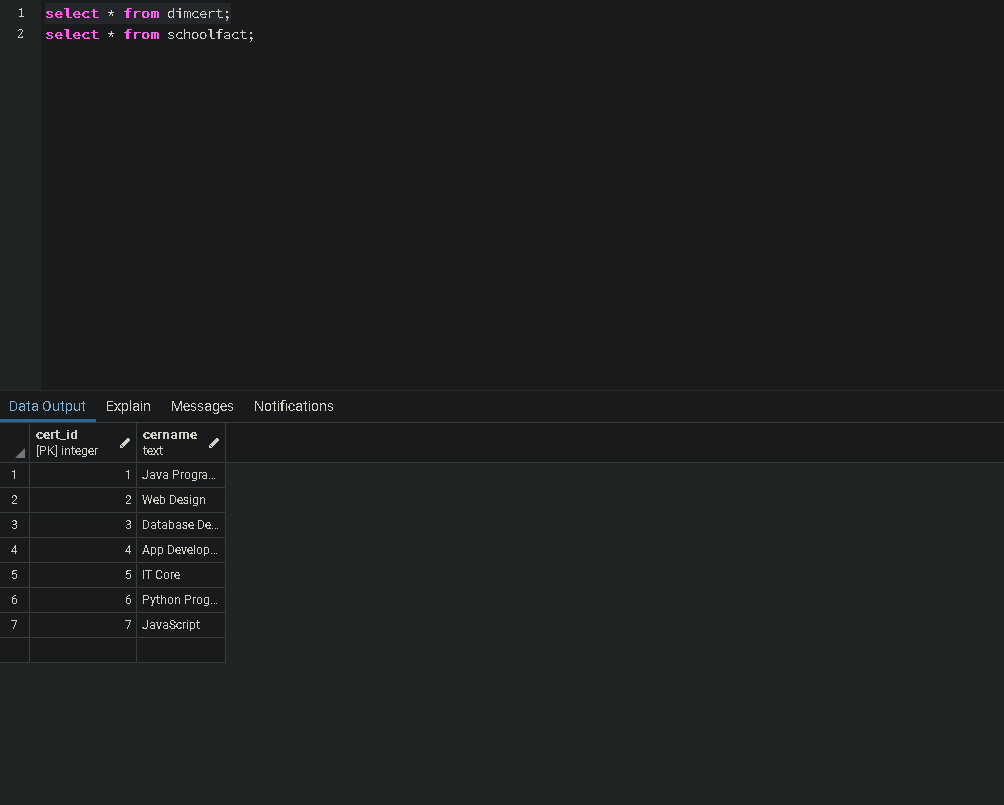 1 select * from dimcert;
2 select * from schoolfact;
Data Output Explain Messages Notifications
cert_id cername
[PK] integer text
1 1 Java Progra...
2 2 Web Design
3 3 Database De...
4 4 App Develop...
5 5 IT Core
6 6 Python Prog...
7 7 JavaScript